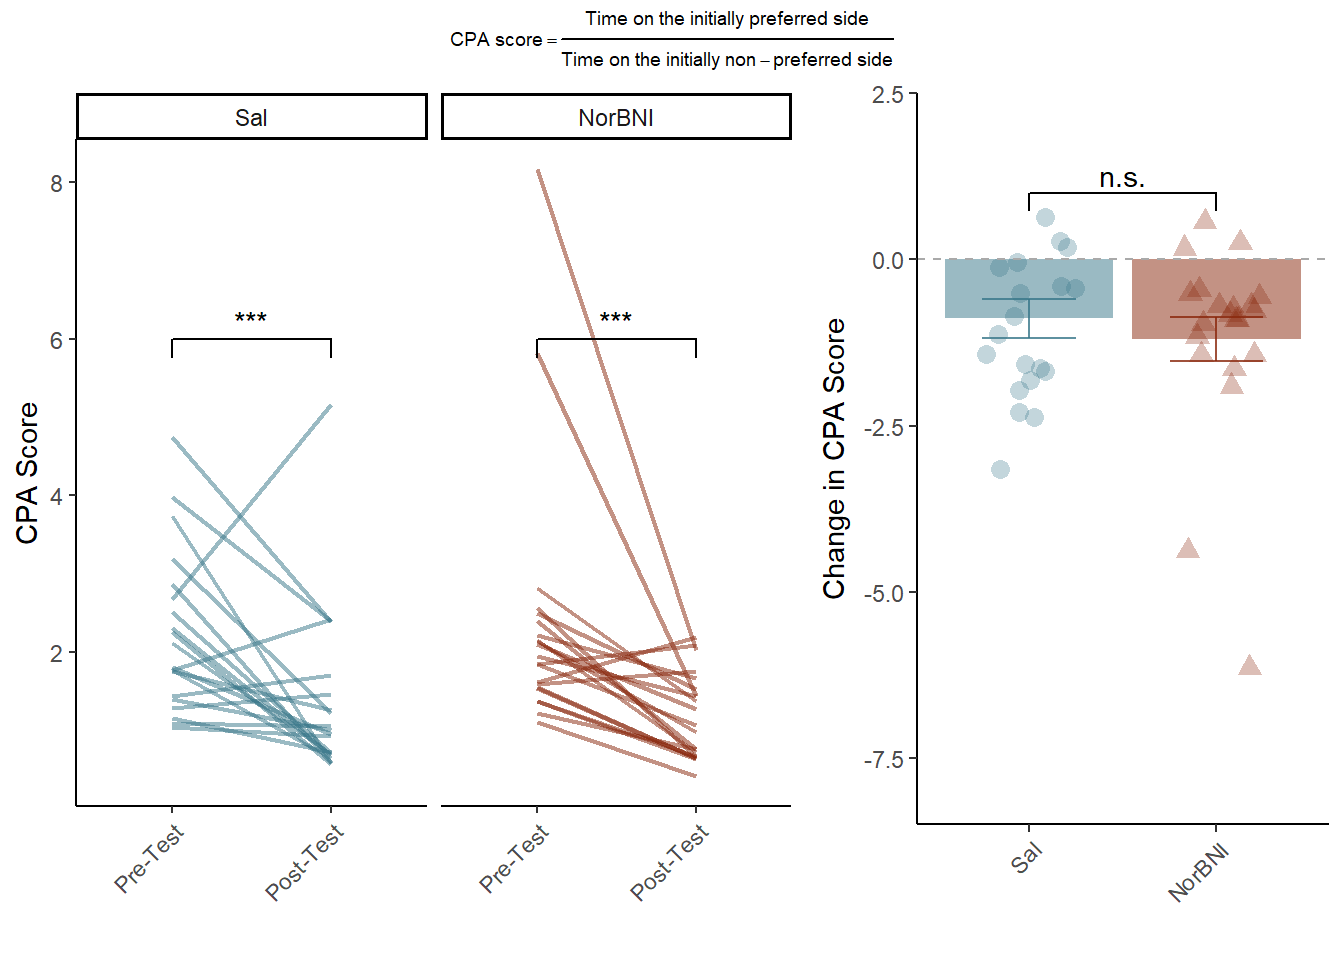 Time on the initially preferred side
CPA score =
Time on the initially non − preferred side
Sal
NorBNI
CPA Score
8
6
4
2
***
***
Pre-Test
Post-Test
Pre-Test
Post-Test
Change in CPA Score
2.5
0.0
-2.5
-5.0
-7.5
n.s.
Sal
NorBNI